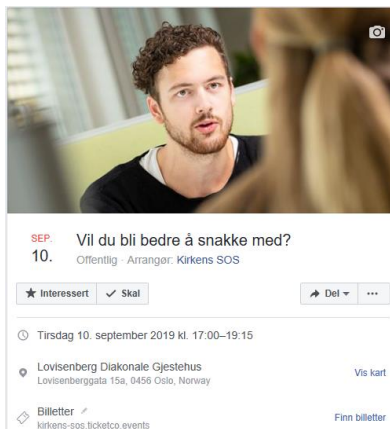 SEP.
10.
Vil du bli bedre å snakke med?
Offentlig · Arrangør: Kirkens SOS
Interessert
Skal
Del
Tirsdag 10. september 2019 kl. 17:00–19:15
Lovisenberg Diakonale Gjestehus
Lovisenberggata 15a, 0456 Oslo, Norway
Vis kart
Billetter
kirkens-sos.ticketco.events
Finn billetter